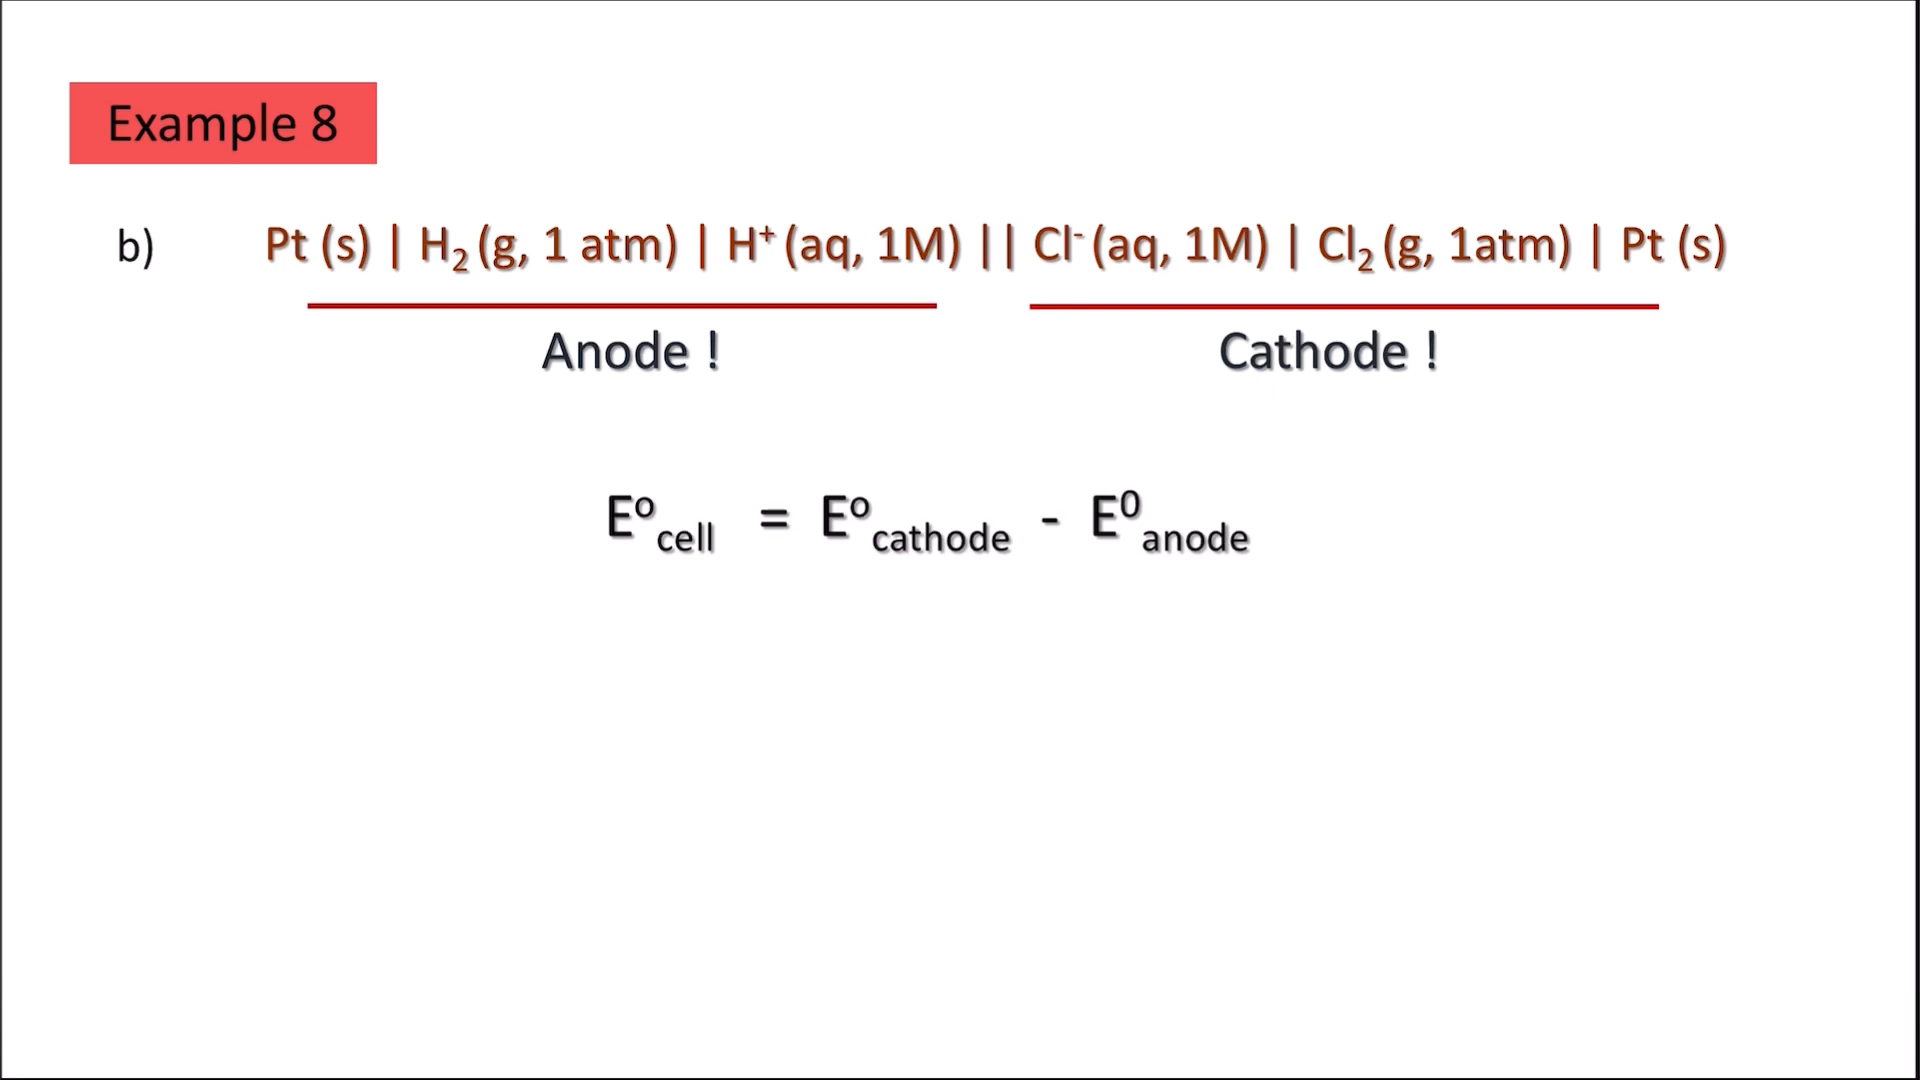 Example 8
b) Pt (s) | H₂ (g, 1 atm) | H⁺ (aq, 1M) || Cl⁻ (aq, 1M) | Cl₂ (g, 1atm) | Pt (s)
Anode ! Cathode !
Eᵒcell = Eᵒcathode - E⁰anode